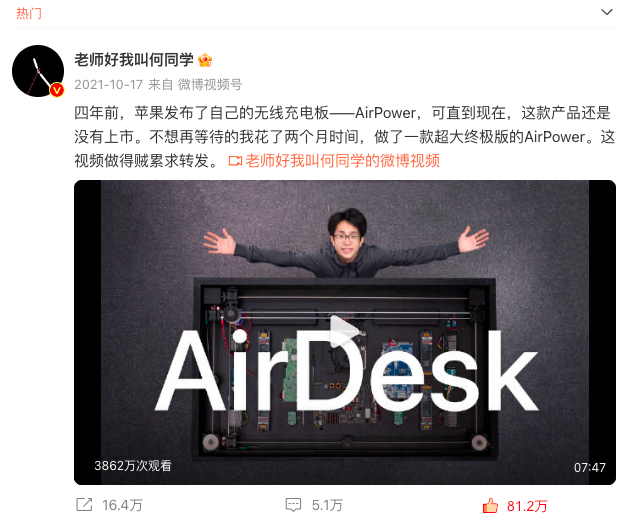 热门
老师好我叫何同学
2021-10-17 来自 微博视频号
四年前，苹果发布了自己的无线充电板——AirPower，可直到现在，这款产品还是
没有上市。不想再等待的我花了两个月时间，做了一款超大终极版的AirPower。这
视频做得贼累求转发。 老师好我叫何同学的微博视频
AirDesk
3862万次观看
07:47
16.4万
5.1万
81.2万